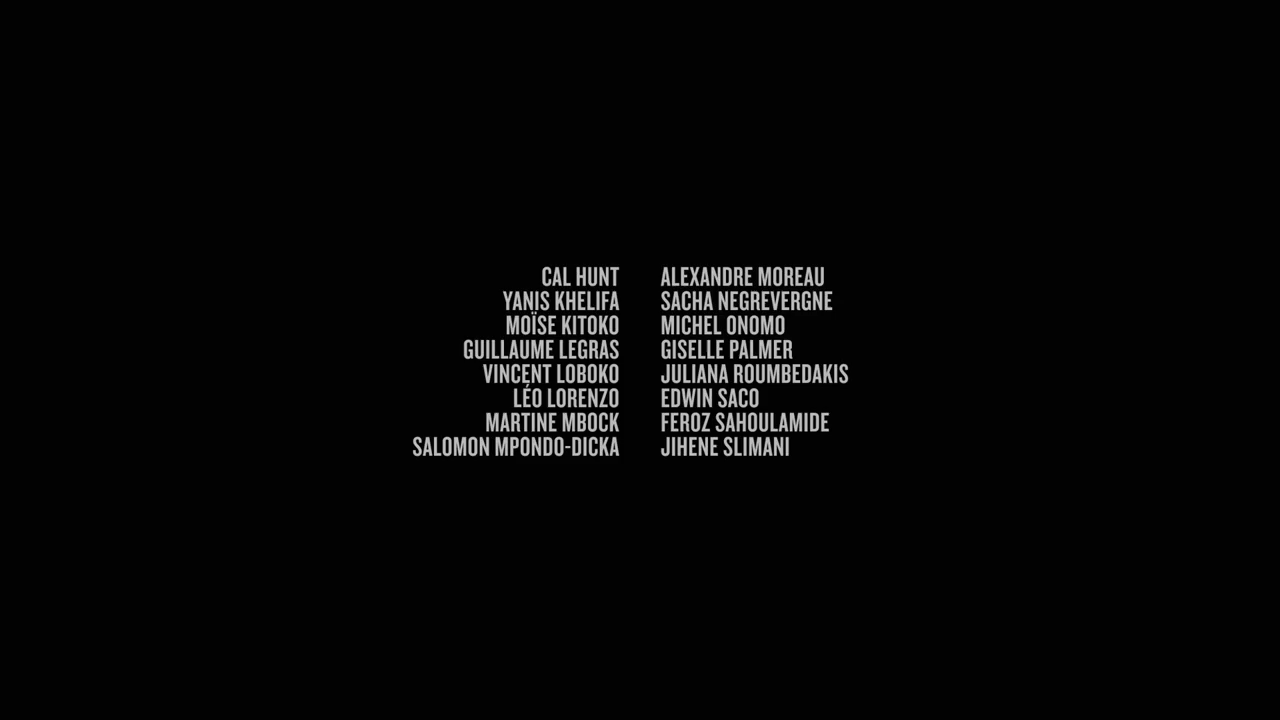 CAL HUNT ALEXANDRE MOREAU
YANIS KHELIFA SACHA NEGREVERGNE
MOÏSE KITOKO MICHEL ONOMO
GUILLAUME LEGRAS GISELLE PALMER
VINCENT LOBOKO JULIANA ROUMBEDAKIS
LÉO LORENZO EDWIN SACO
MARTINE MBOCK FEROZ SAHOULAMIDE
SALOMON MPONDO-DICKA JIHENE SLIMANI